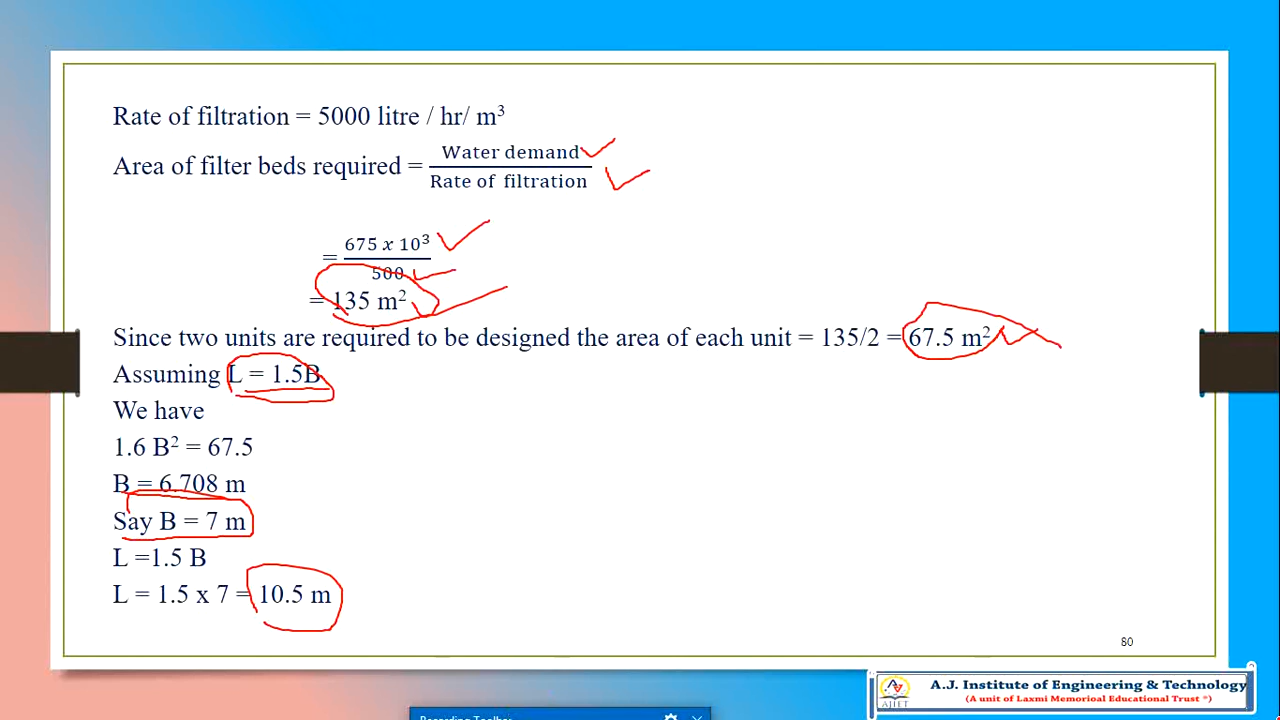 Rate of filtration = 5000 litre / hr/ m³
Area of filter beds required = Water demand / Rate of filtration
= 675 x 10³ / 500
= 135 m²
Since two units are required to be designed the area of each unit = 135/2 = 67.5 m²
Assuming L = 1.5B
We have
1.6 B² = 67.5
B = 6.708 m
Say B = 7 m
L =1.5 B
L = 1.5 x 7 = 10.5 m
80
A.J. Institute of Engineering & Technology
(A unit of Laxmi Memorioal Educational Trust ®)
AJIET